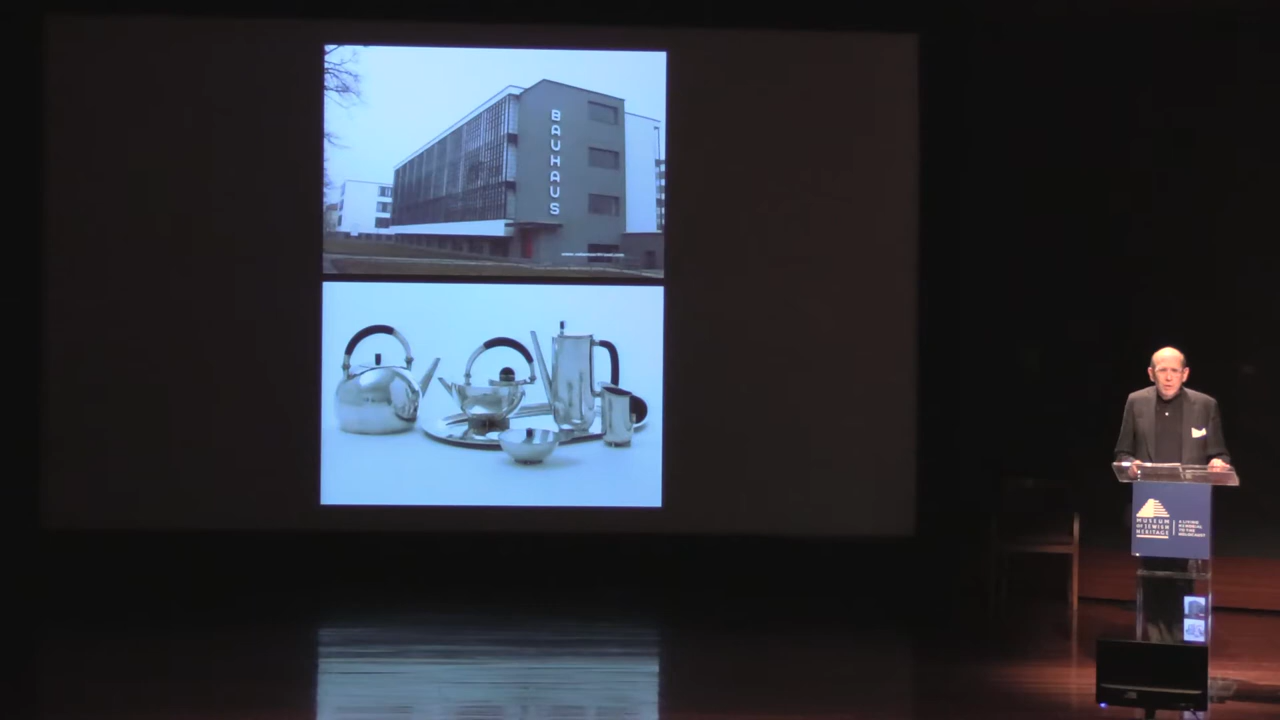 BAUHAUS
MUSEUM
OF JEWISH
HERITAGE
A LIVING
MEMORIAL
TO THE
HOLOCAUST